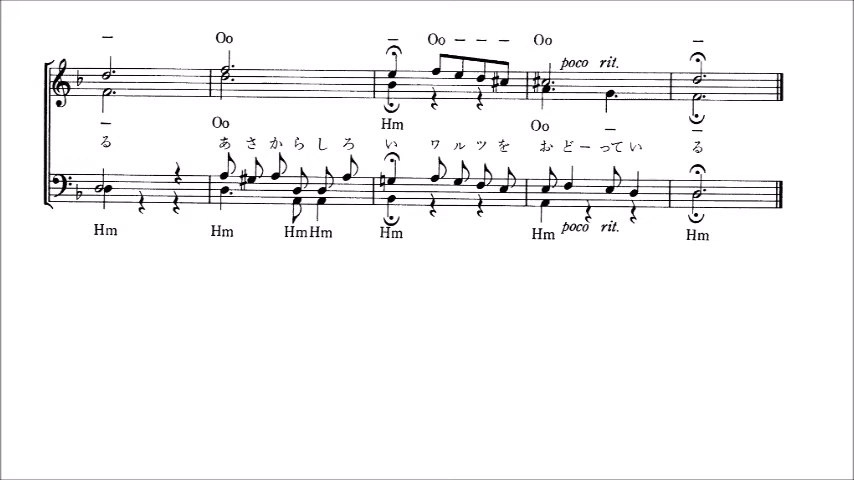 — Oo — Oo — — — Oo —
poco rit.
— Oo Hm Oo — —
る あさからしろ い ワルツを おどーってい る
Hm Hm Hm Hm Hm Hm poco rit. Hm